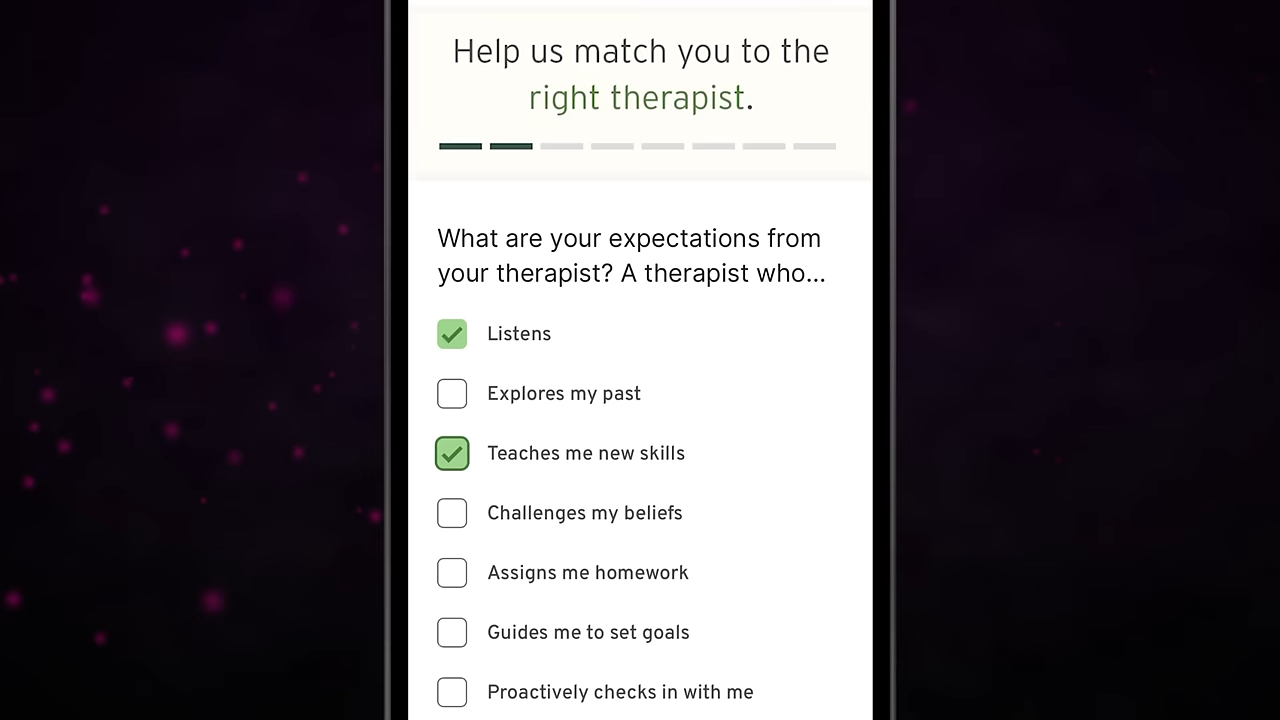 Help us match you to the
right therapist.
What are your expectations from
your therapist? A therapist who...
Listens
Explores my past
Teaches me new skills
Challenges my beliefs
Assigns me homework
Guides me to set goals
Proactively checks in with me